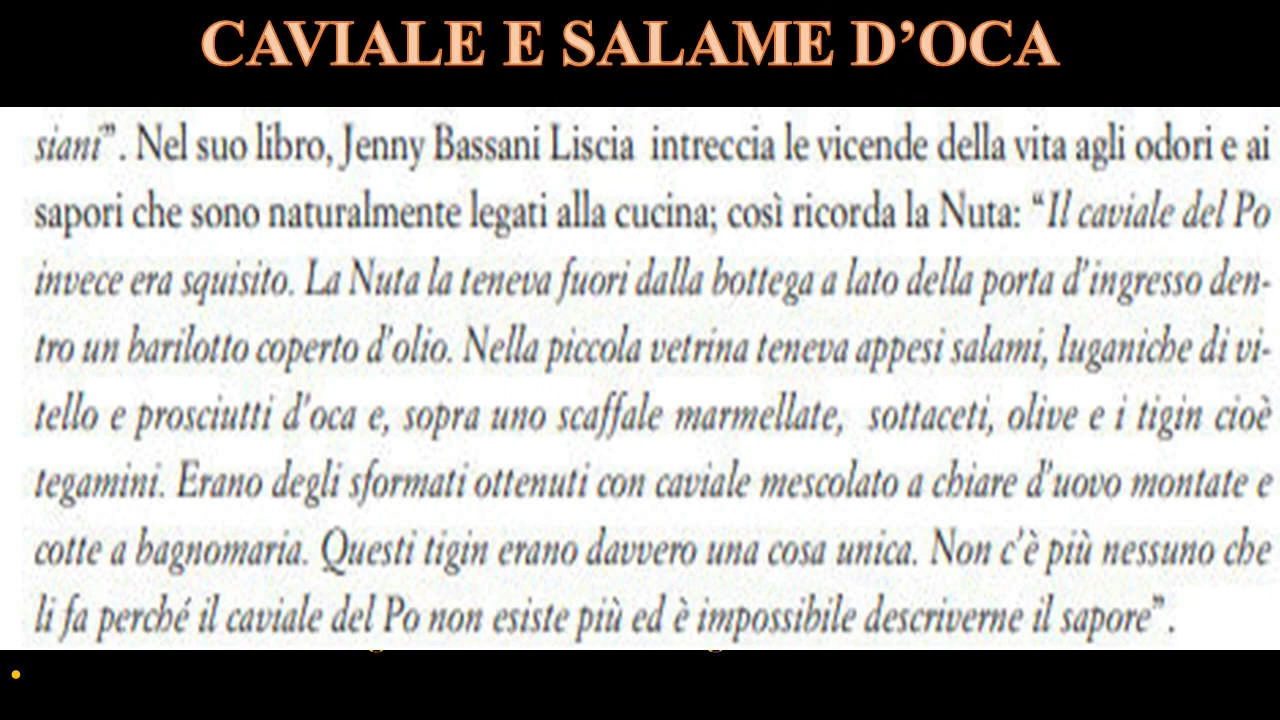 CAVIALE E SALAME D’OCA
siani”. Nel suo libro, Jenny Bassani Liscia intreccia le vicende della vita agli odori e ai
sapori che sono naturalmente legati alla cucina; così ricorda la Nuta: “Il caviale del Po
invece era squisito. La Nuta la teneva fuori dalla bottega a lato della porta d’ingresso den-
tro un barilotto coperto d’olio. Nella piccola vetrina teneva appesi salami, luganiche di vi-
tello e prosciutti d’oca e, sopra uno scaffale marmellate, sottaceti, olive e i tigin cioè
tegamini. Erano degli sformati ottenuti con caviale mescolato a chiare d’uovo montate e
cotte a bagnomaria. Questi tigin erano davvero una cosa unica. Non c’è più nessuno che
li fa perché il caviale del Po non esiste più ed è impossibile descriverne il sapore”.